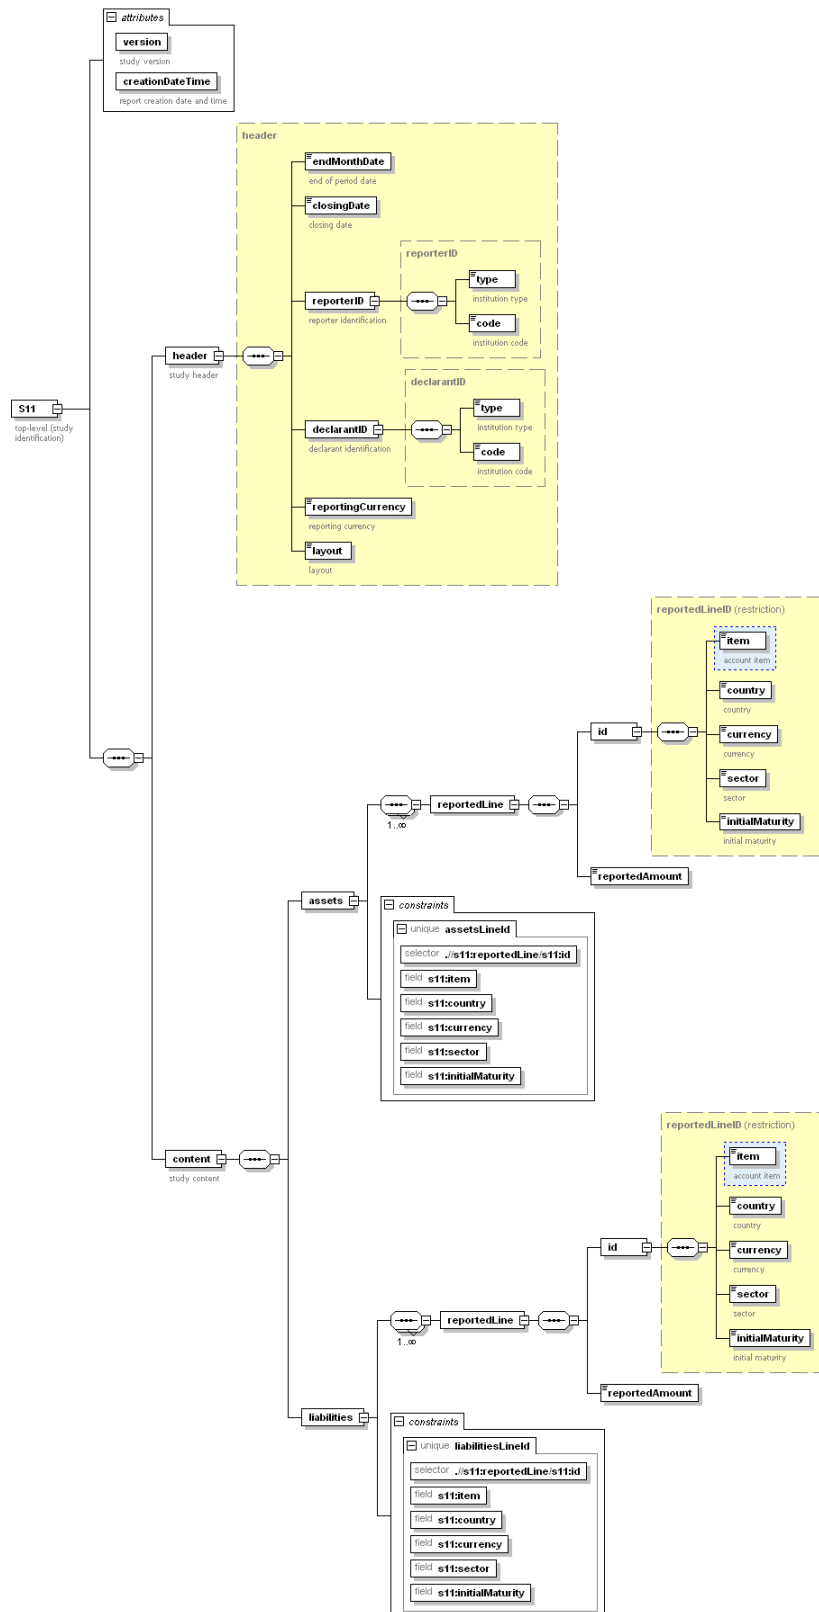 attributes
version
study version
creationDateTime
report creation date and time
header
endMonthDate
end of period date
closingDate
closing date
reporterID
type
institution type
reporterID
reporter identification
code
institution code
header
study header
declarantID
S11
top-level (study
identification)
type
institution type
declarantID
declarant identification
code
institution code
reportingCurrency
reporting currency
layout
layout
reportedLineID (restriction)
item
account item
country
country
id
currency
currency
sector
sector
reportedLine
1..∞
initialMaturity
initial maturity
reportedAmount
assets
constraints
unique assetsLineId
selector .//s11:reportedLine/s11:id
field s11:item
field s11:country
field s11:currency
field s11:sector
field s11:initialMaturity
content
study content
reportedLineID (restriction)
item
account item
country
country
id
currency
currency
sector
sector
reportedLine
1..∞
initialMaturity
initial maturity
reportedAmount
liabilities
constraints
unique liabilitiesLineId
selector .//s11:reportedLine/s11:id
field s11:item
field s11:country
field s11:currency
field s11:sector
field s11:initialMaturity